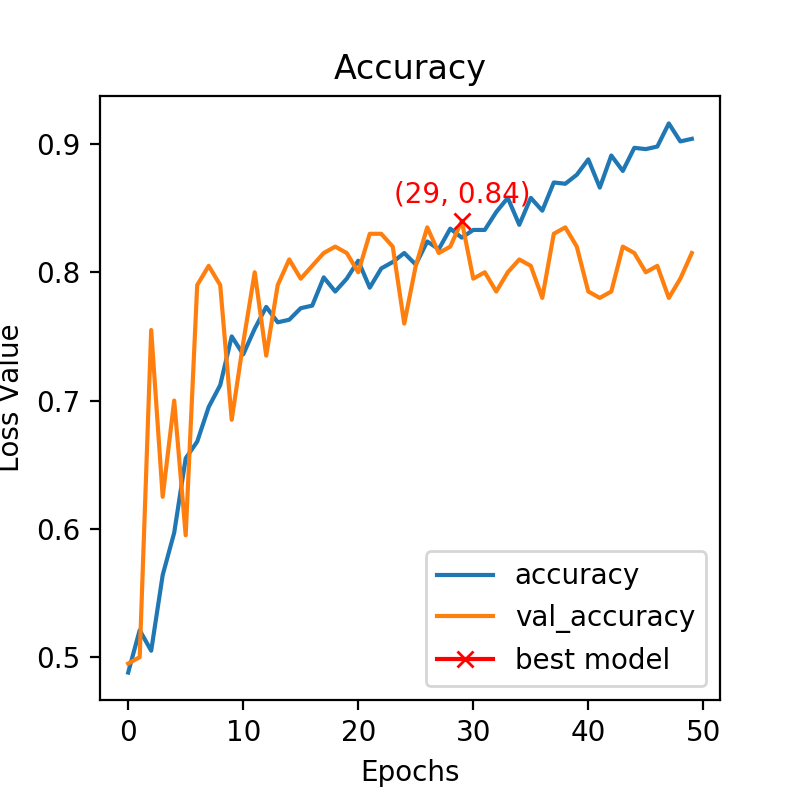 Accuracy
(29, 0.84)
0.9
0.8
0.7
0.6
0.5
Loss Value
accuracy
val_accuracy
best model
0 10 20 30 40 50
Epochs